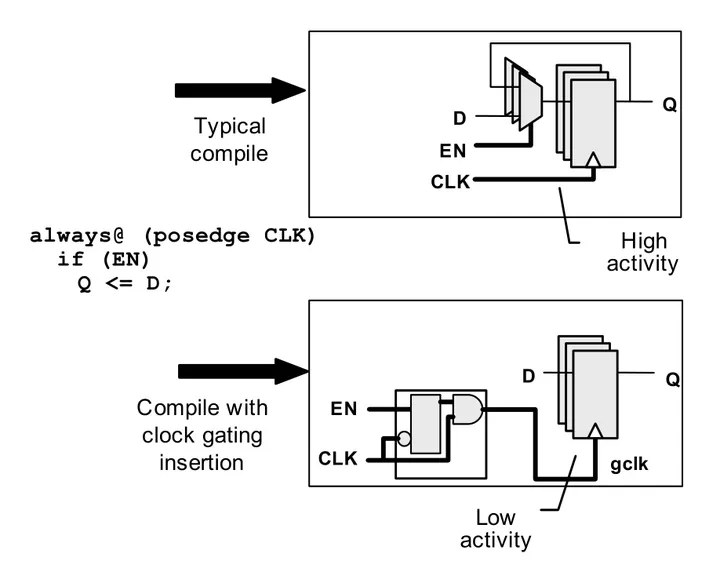 Typical
compile
D
EN
CLK
Q
High
activity
always@ (posedge CLK)
if (EN)
Q <= D;
Compile with
clock gating
insertion
EN
CLK
D
Q
gclk
Low
activity